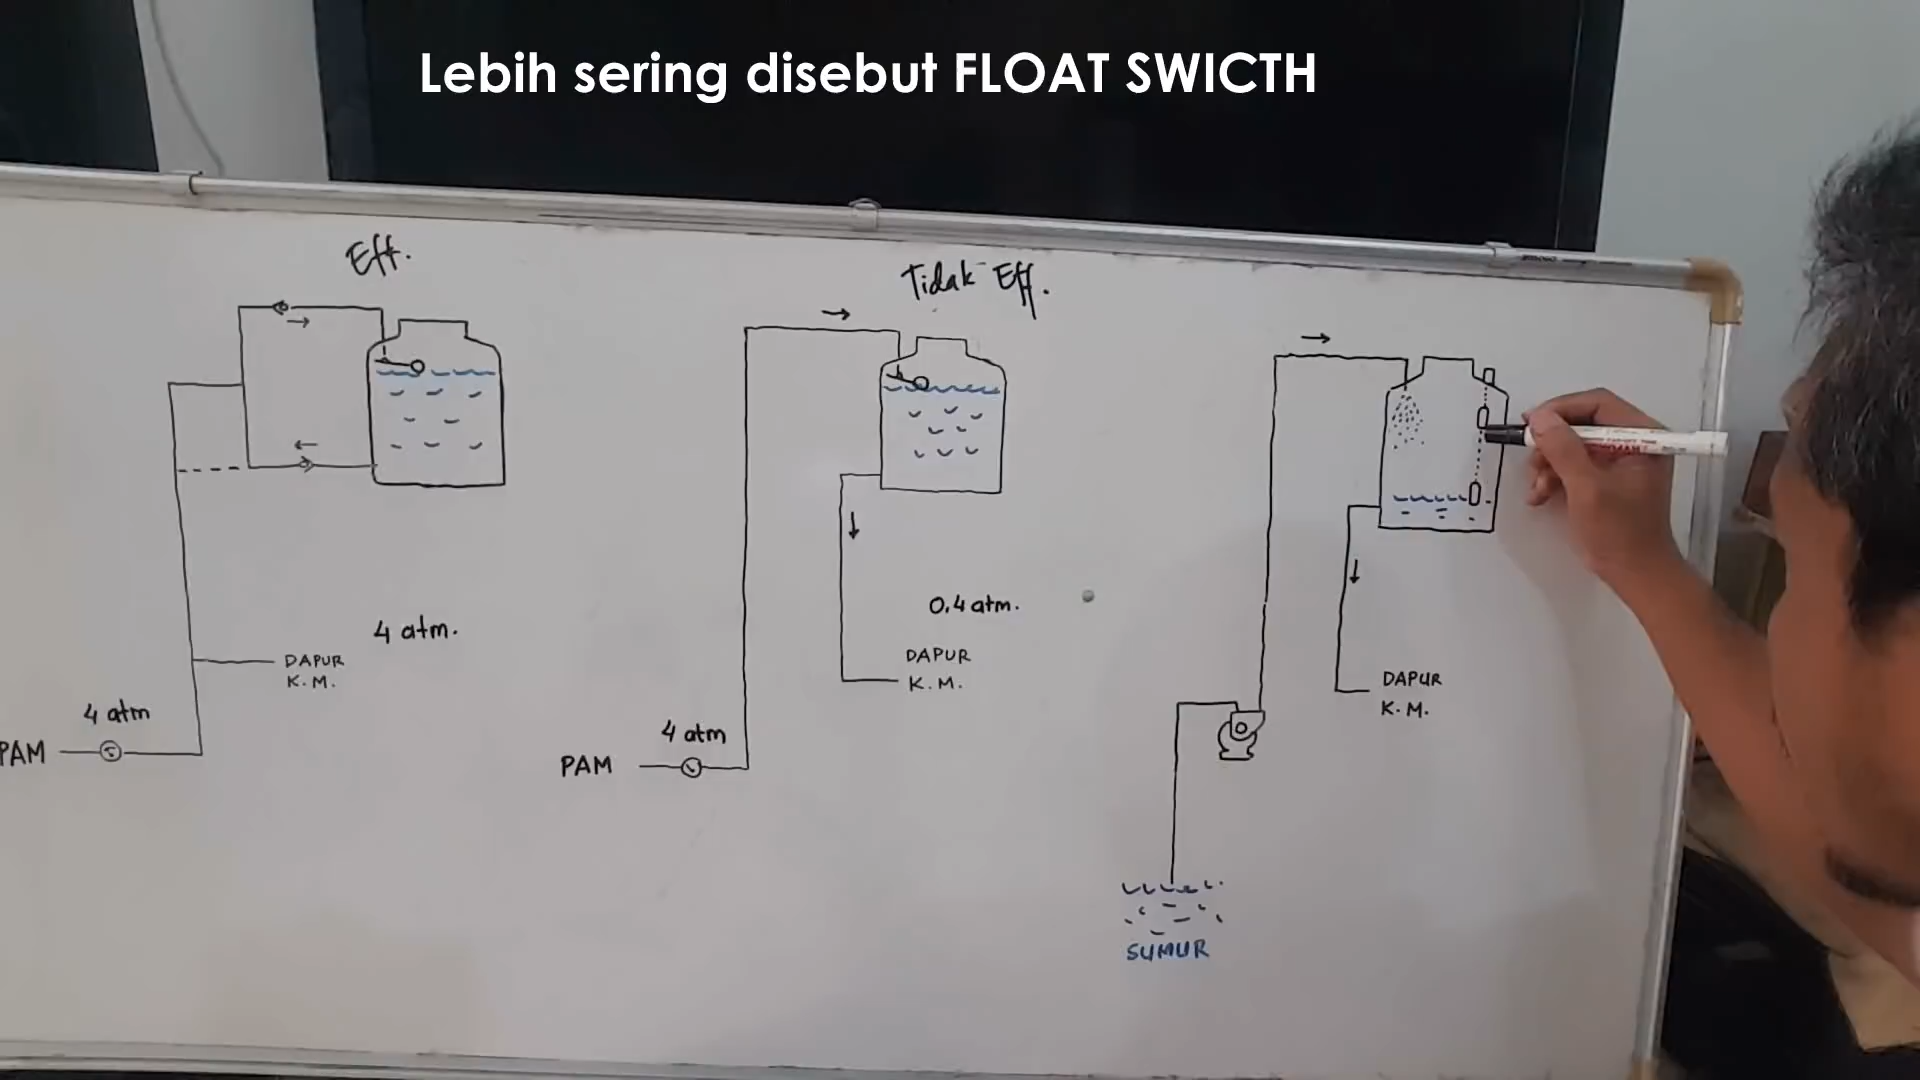 Lebih sering disebut FLOAT SWICTH
Eff.
4 atm.
DAPUR
K.M.
4 atm
PAM
Tidak Eff.
0.4 atm.
DAPUR
K.M.
4 atm
PAM
DAPUR
K.M.
SUMUR